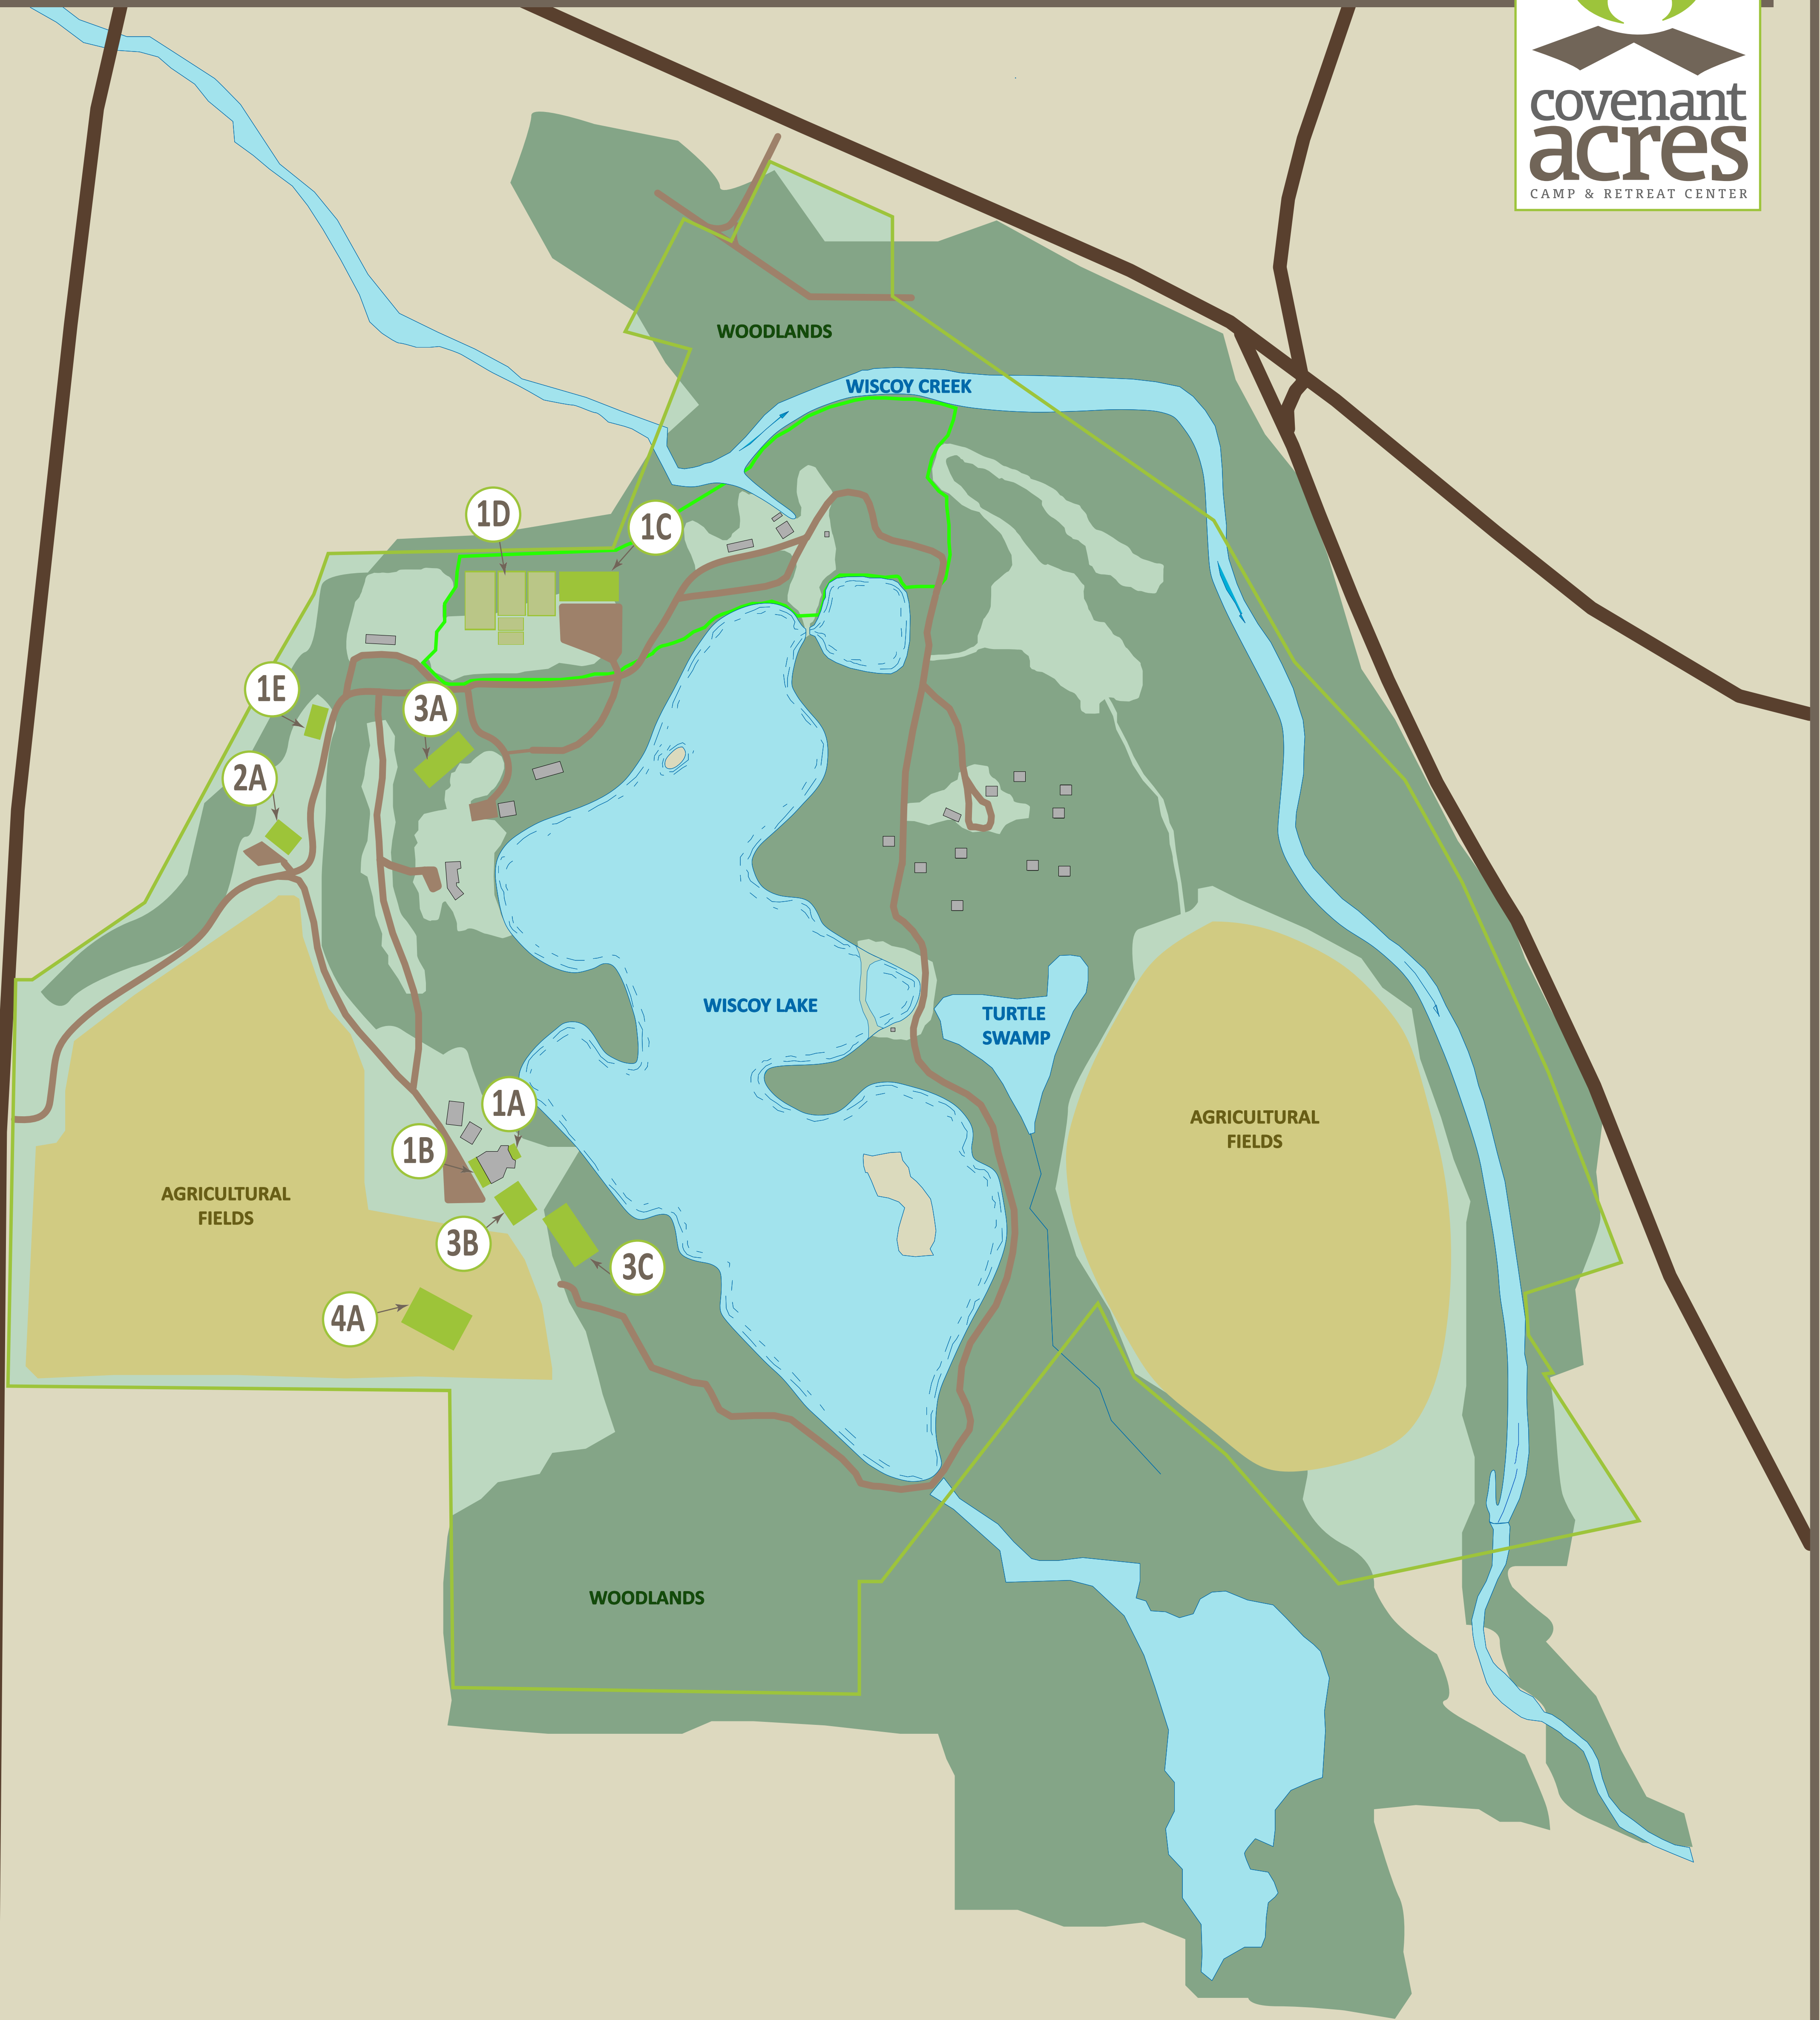 covenant
acres
CAMP & RETREAT CENTER
WOODLANDS
WISCOY CREEK
1D
1C
1E
3A
2A
WISCOY LAKE
TURTLE
SWAMP
1A
1B
AGRICULTURAL
FIELDS
AGRICULTURAL
FIELDS
3B
3C
4A
WOODLANDS